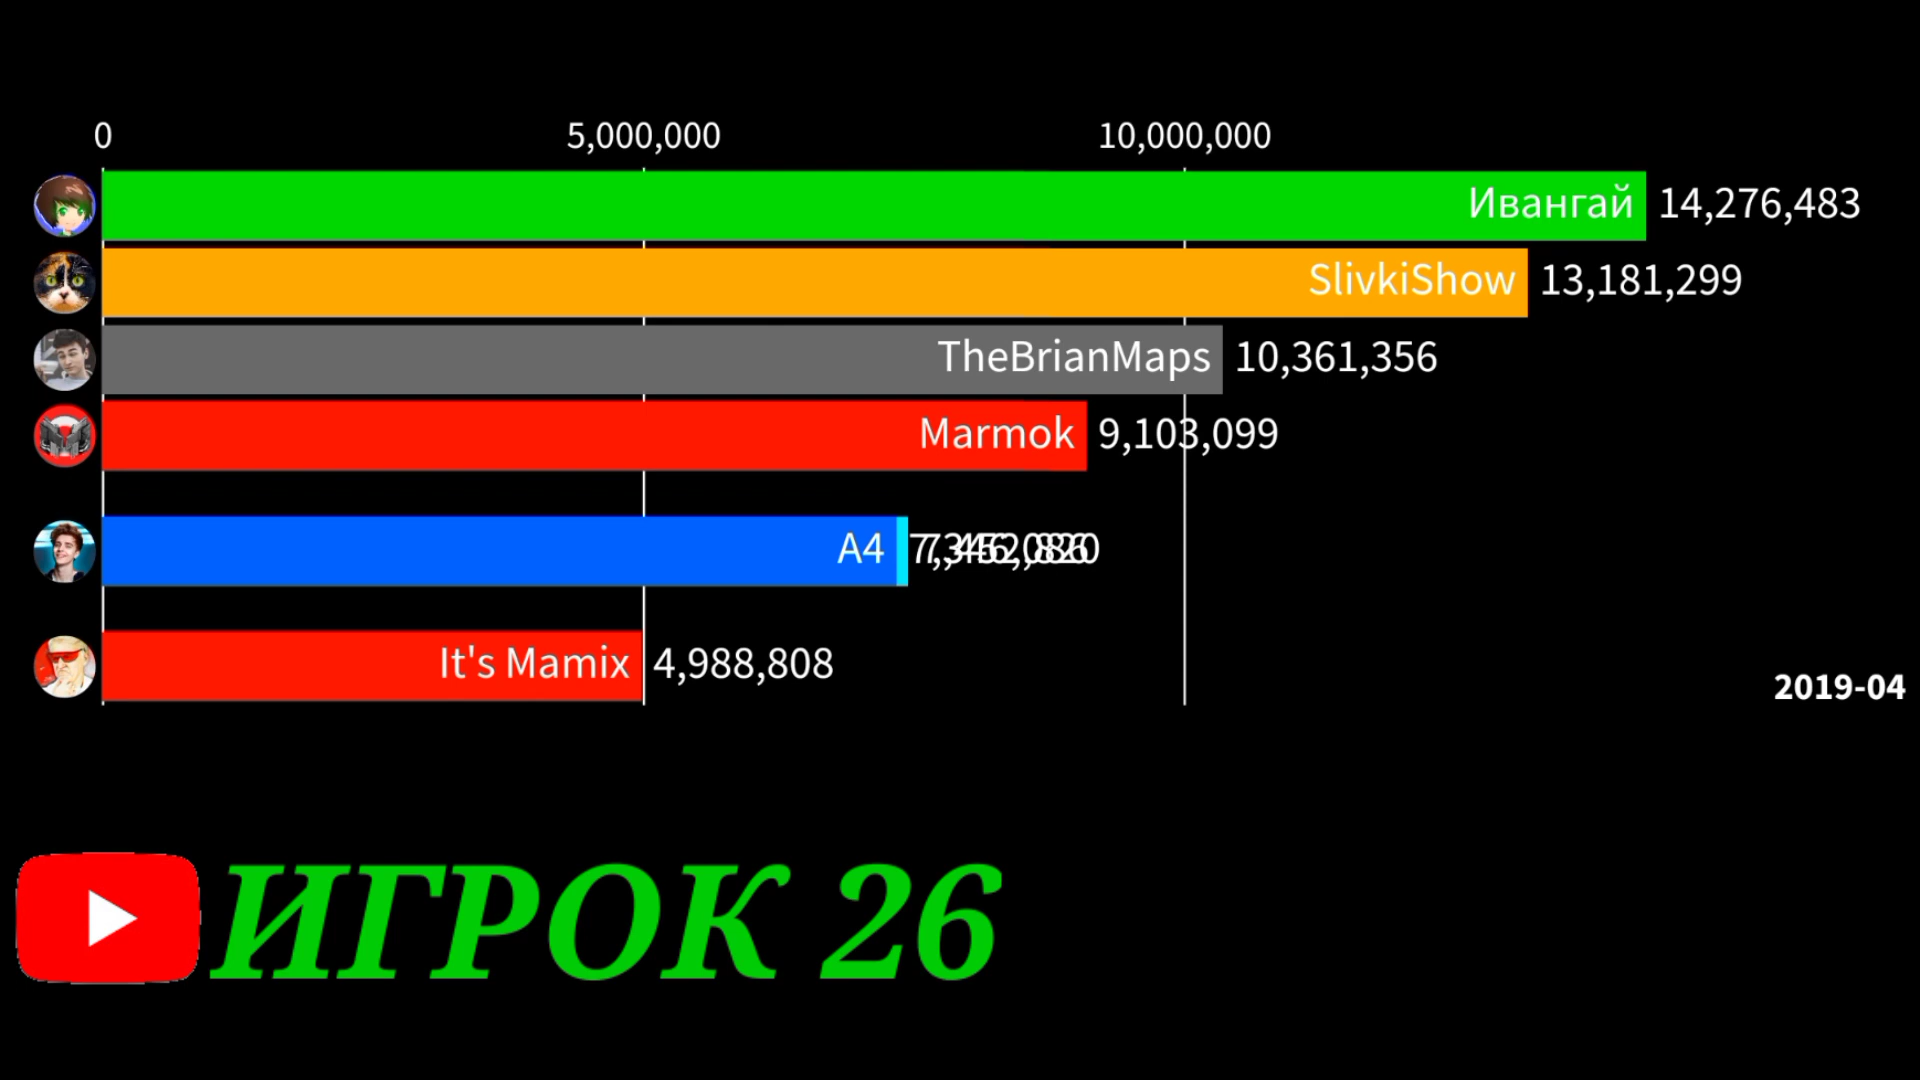 0 5,000,000 10,000,000
Ивангай 14,276,483
SlivkiShow 13,181,299
TheBrianMaps 10,361,356
Marmok 9,103,099
A4
It's Mamix 4,988,808
2019-04
ИГРОК 26